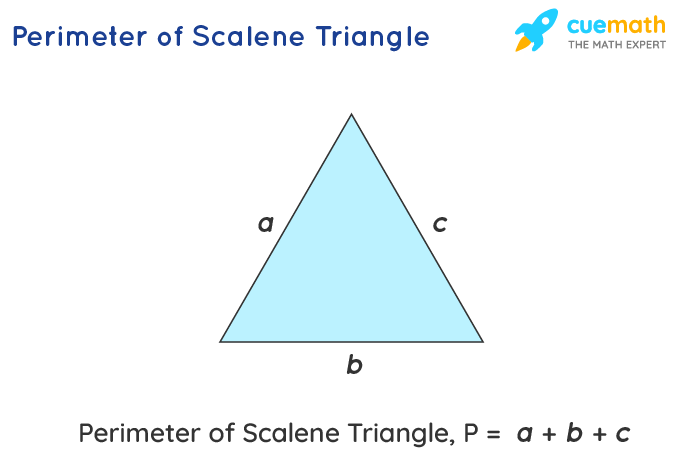 Perimeter of Scalene Triangle
cuemath
THE MATH EXPERT
a
c
b
Perimeter of Scalene Triangle, P = a + b + c